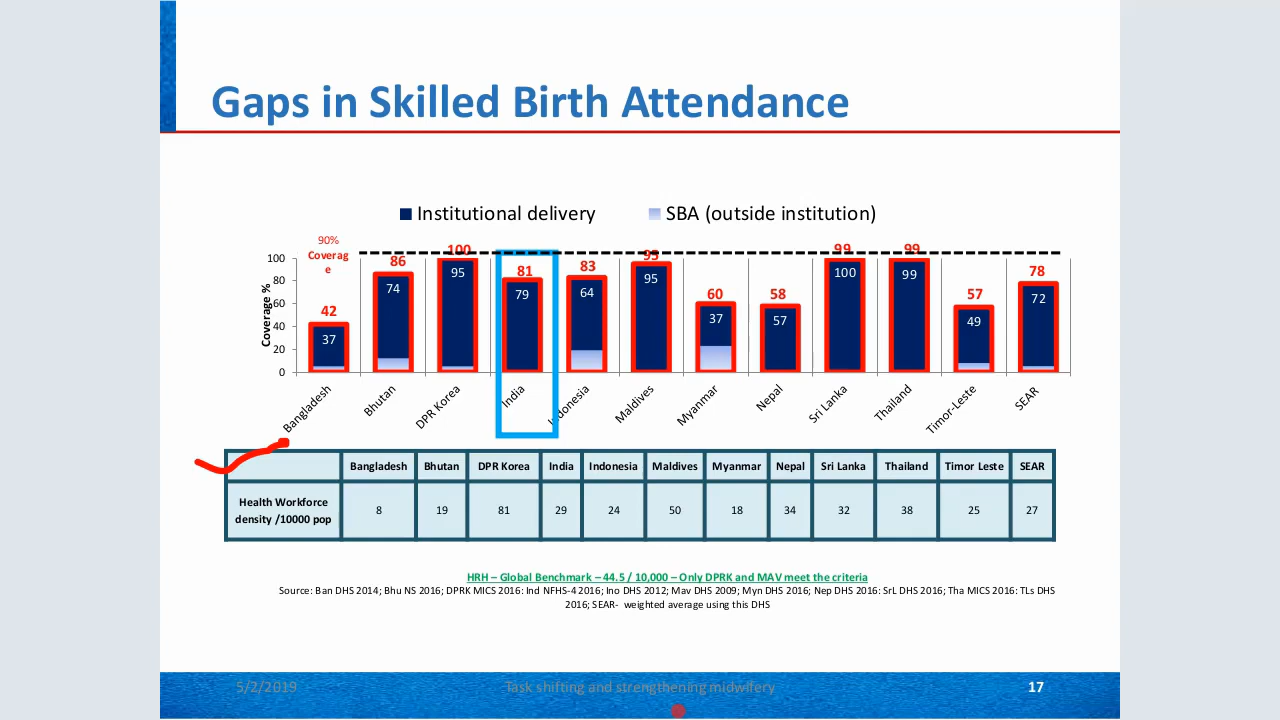 Gaps in Skilled Birth Attendance
Institutional delivery SBA (outside institution)
90%
Coverag
e
42 86 100 81 83 95 60 58 99 99 57 78
37 74 95 79 64 95 37 57 100 99 49 72
Coverage %
100
80
60
40
20
0
Bangladesh Bhutan DPR Korea India Indonesia Maldives Myanmar Nepal Sri Lanka Thailand Timor-Leste SEAR
Bangladesh Bhutan DPR Korea India Indonesia Maldives Myanmar Nepal Sri Lanka Thailand Timor Leste SEAR
Health Workforce
density /10000 pop
8 19 81 29 24 50 18 34 32 38 25 27
HRH – Global Benchmark – 44.5 / 10,000 – Only DPRK and MAV meet the criteria
Source: Ban DHS 2014; Bhu NS 2016; DPRK MICS 2016: Ind NFHS-4 2016; Ino DHS 2012; Mav DHS 2009; Myn DHS 2016; Nep DHS 2016: SrL DHS 2016; Tha MICS 2016: TLs DHS
2016; SEAR- weighted average using this DHS
5/2/2019 Task shifting and strengthening midwifery 17